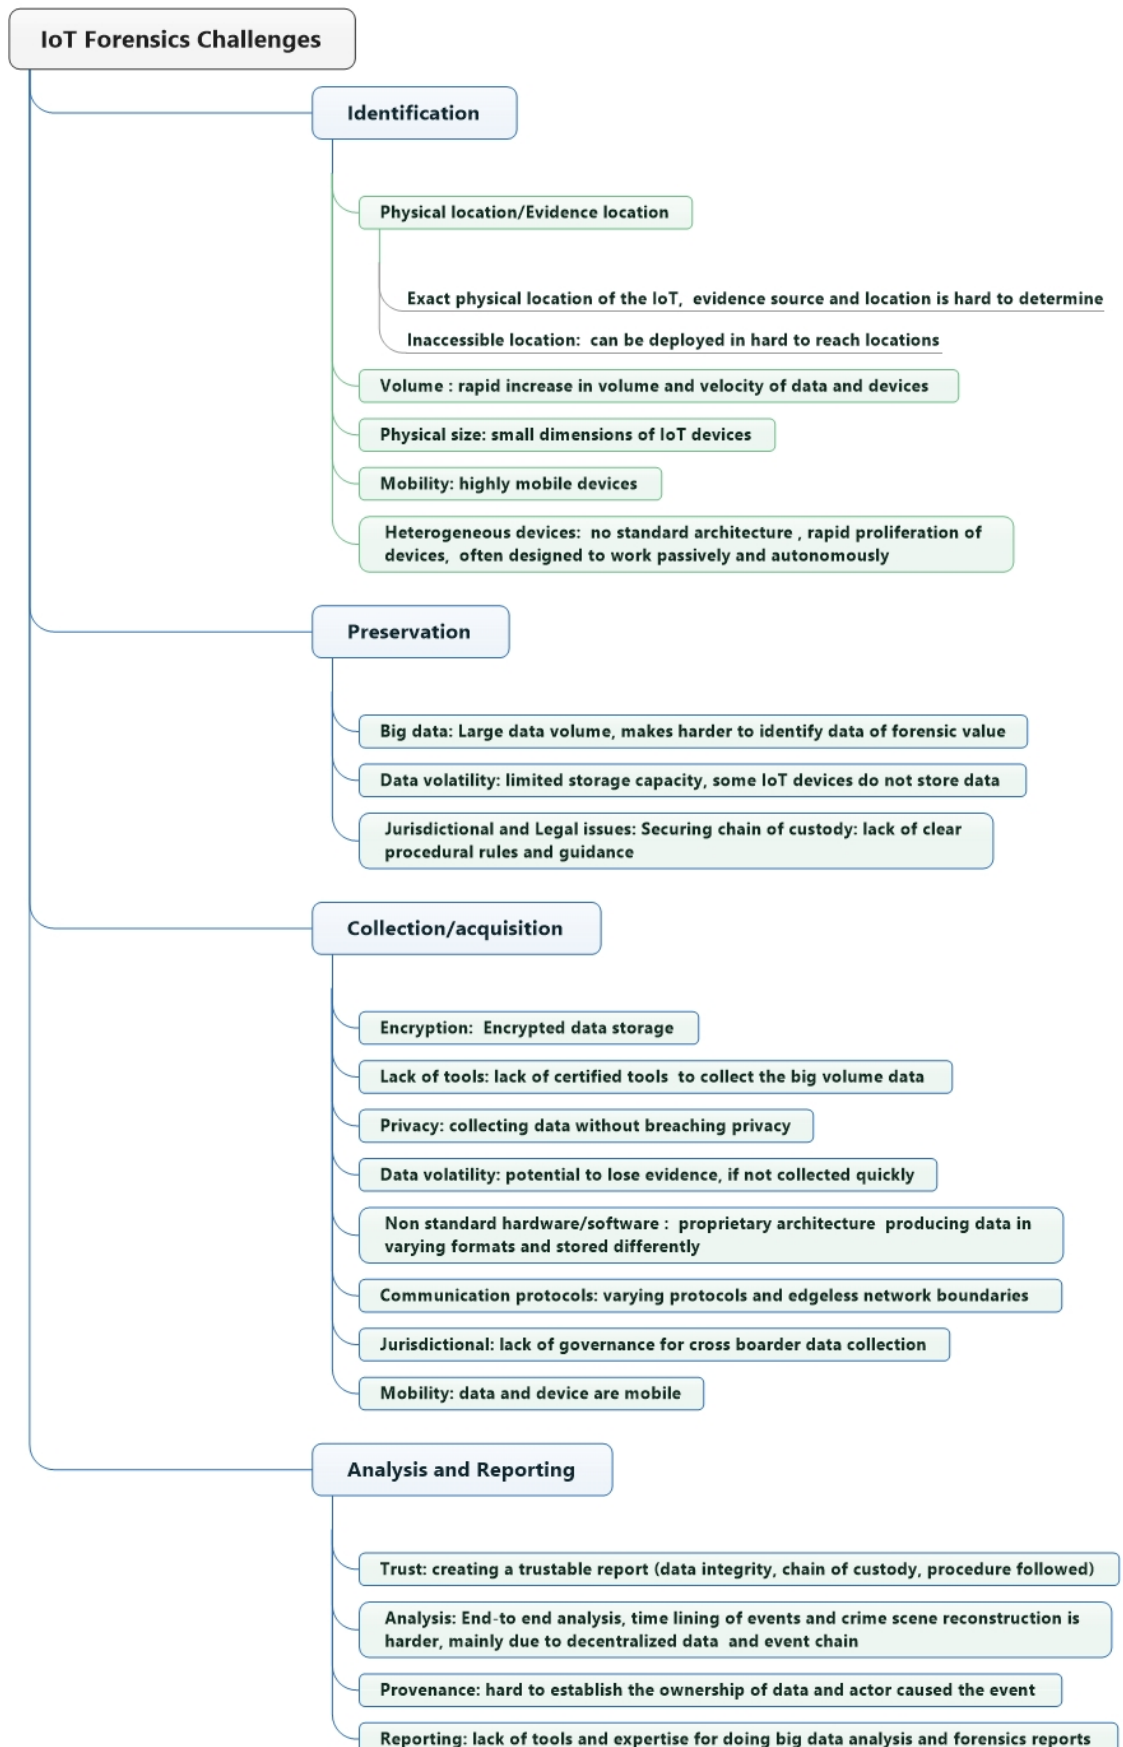 IoT Forensics Challenges
Identification
Physical location/Evidence location
Exact physical location of the IoT,  evidence source and location is hard to determine
Inaccessible location:  can be deployed in hard to reach locations
Volume : rapid increase in volume and velocity of data and devices
Physical size: small dimensions of IoT devices
Mobility: highly mobile devices
Heterogeneous devices:  no standard architecture , rapid proliferation of
devices,  often designed to work passively and autonomously
Preservation
Big data: Large data volume, makes harder to identify data of forensic value
Data volatility: limited storage capacity, some IoT devices do not store data
Jurisdictional and Legal issues: Securing chain of custody: lack of clear
procedural rules and guidance
Collection/acquisition
Encryption:  Encrypted data storage
Lack of tools: lack of certified tools  to collect the big volume data
Privacy: collecting data without breaching privacy
Data volatility: potential to lose evidence, if not collected quickly
Non standard hardware/software :  proprietary architecture  producing data in
varying formats and stored differently
Communication protocols: varying protocols and edgeless network boundaries
Jurisdictional: lack of governance for cross boarder data collection
Mobility: data and device are mobile
Analysis and Reporting
Trust: creating a trustable report (data integrity, chain of custody, procedure followed)
Analysis: End-to end analysis, time lining of events and crime scene reconstruction is
harder, mainly due to decentralized data  and event chain
Provenance: hard to establish the ownership of data and actor caused the event
Reporting: lack of tools and expertise for doing big data analysis and forensics reports